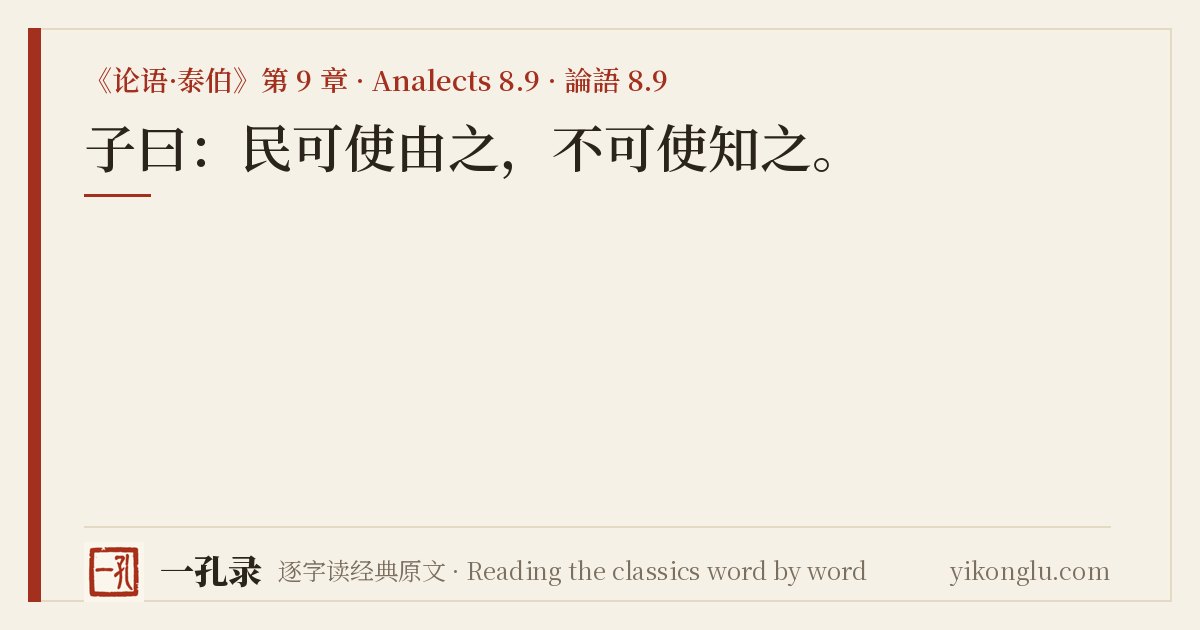 《论语·泰伯》第 9 章 · Analects 8.9 · 論語 8.9
子曰：民可使由之，不可使知之。
一孔
一孔录 逐字读经典原文 · Reading the classics word by word yikonglu.com